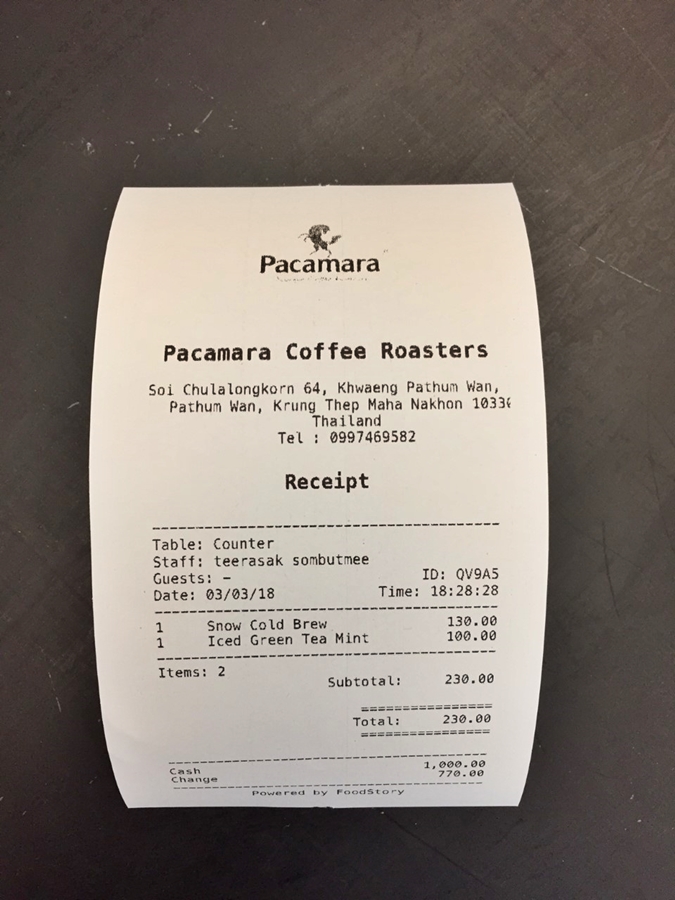 Pacamara
Pacamara Coffee Roasters
Soi Chulalongkorn 64, Khwaeng Pathum Wan,
Pathum Wan, Krung Thep Maha Nakhon 1033
Thailand
Tel : 0997469582
Receipt
Table: Counter
Staff: teerasak sombutmee
Guests: – ID: QV9A5
Date: 03/03/18 Time: 18:28:28
1 Snow Cold Brew 130.00
1 Iced Green Tea Mint 100.00
Items: 2
Subtotal: 230.00
Total: 230.00
Cash 1,000.00
Change 770.00
Powered by FoodStory